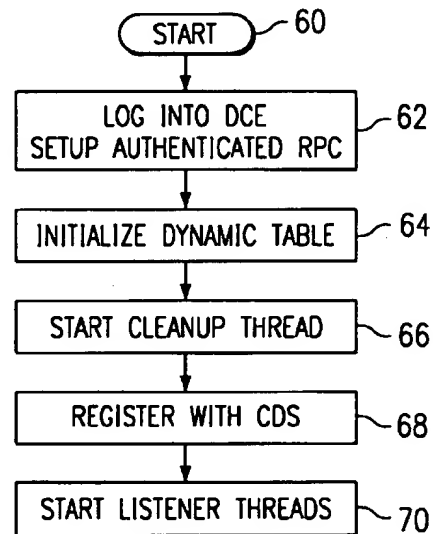 START
60
LOG INTO DCE
SETUP AUTHENTICATED RPC
62
INITIALIZE DYNAMIC TABLE
64
START CLEANUP THREAD
66
REGISTER WITH CDS
68
START LISTENER THREADS
70